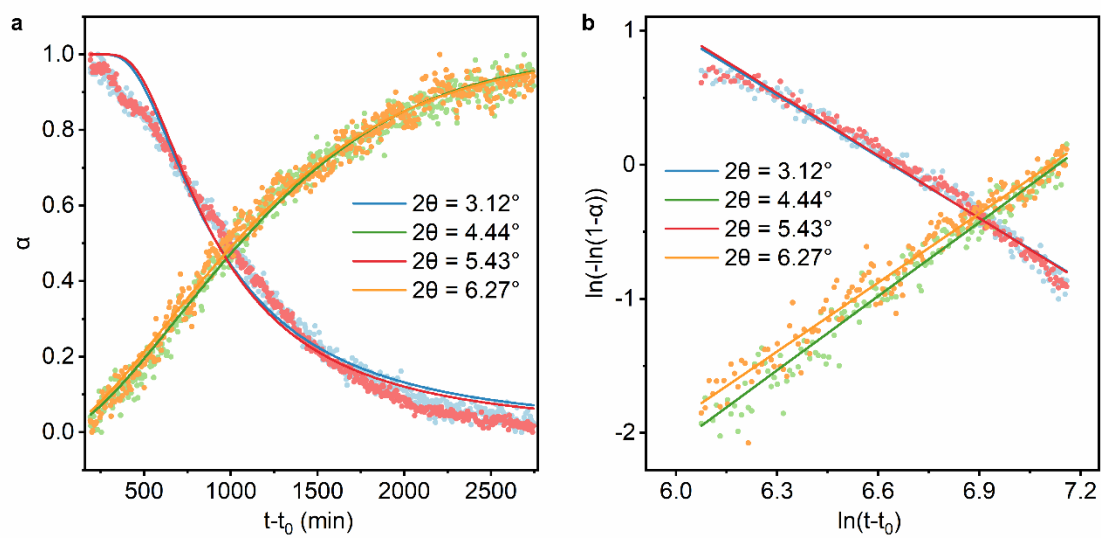 a
α
1.0
0.8
0.6
0.4
0.2
0.0
500
1000
1500
2000
2500
t-t₀ (min)
2θ = 3.12°
2θ = 4.44°
2θ = 5.43°
2θ = 6.27°
b
ln(-ln(1-α))
1
0
-1
-2
6.0
6.3
6.6
6.9
7.2
ln(t-t₀)
2θ = 3.12°
2θ = 4.44°
2θ = 5.43°
2θ = 6.27°